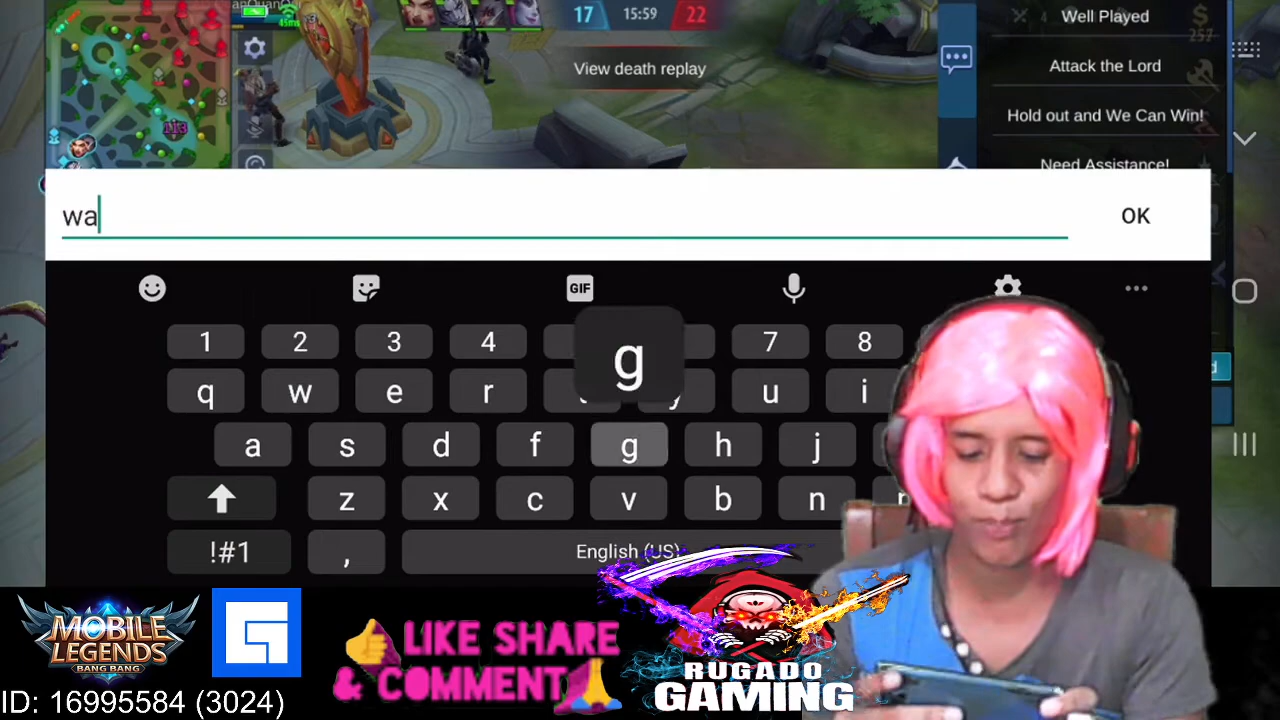 45ms
17 15:59 22
View death replay
Well Played
257
Attack the Lord
Hold out and We Can Win!
Need Assistance!
wa
OK
GIF
1 2 3 4 7 8
g
q w e r y u i
a s d f g h j
z x c v b n
!#1 , English (US)
MOBILE
LEGENDS
BANG BANG
LIKE SHARE
& COMMENT
RUGADO
GAMING
ID: 16995584 (3024)